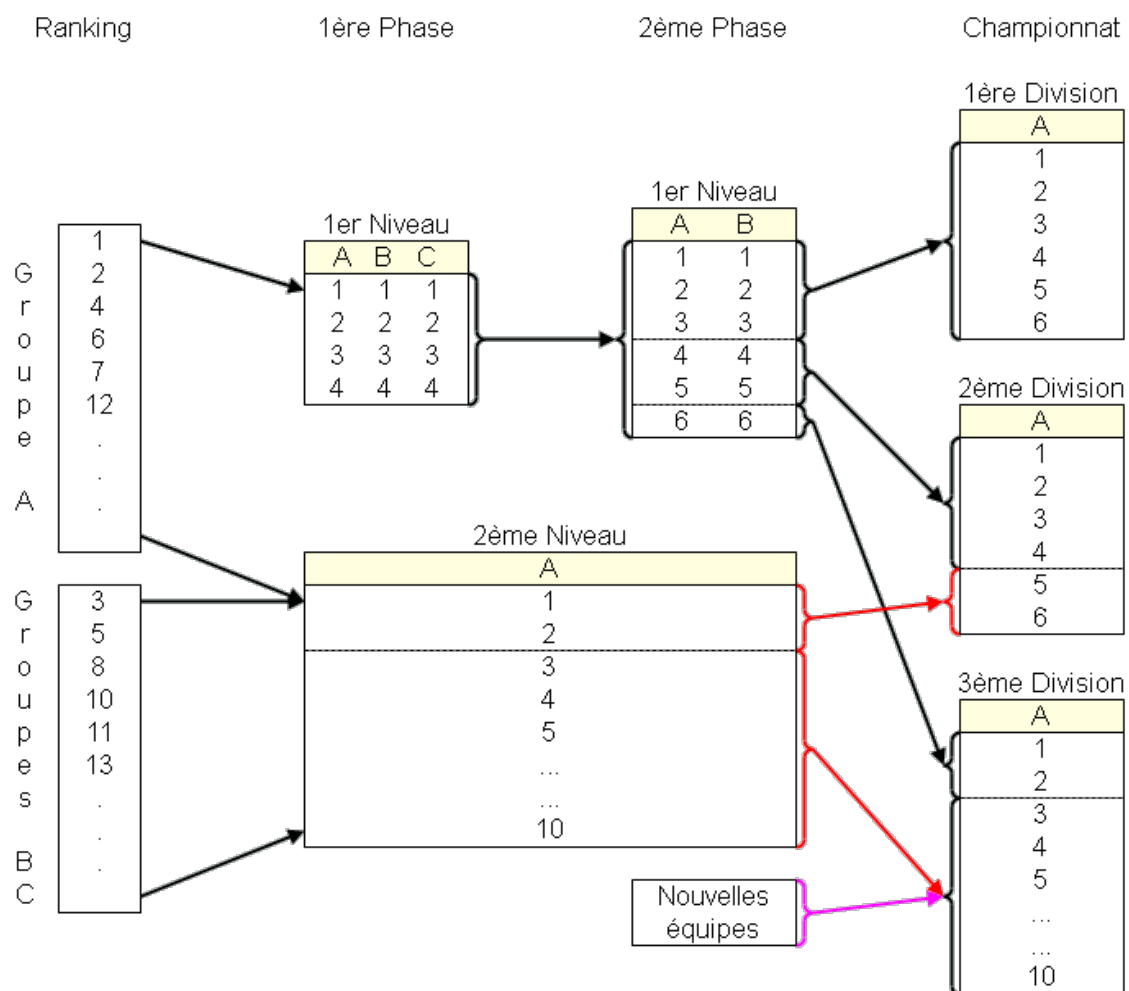 Ranking 1ère Phase 2ème Phase Championnat
Groupe A
1
2
4
6
7
12
.
.
.
Groupes BC
3
5
8
10
11
13
.
.
.
1er Niveau
A B C
1 1 1
2 2 2
3 3 3
4 4 4
1er Niveau
A B
1 1
2 2
3 3
4 4
5 5
6 6
2ème Niveau
A
1
2
3
4
5
...
...
10
Nouvelles
équipes
1ère Division
A
1
2
3
4
5
6
2ème Division
A
1
2
3
4
5
6
3ème Division
A
1
2
3
4
5
...
...
10